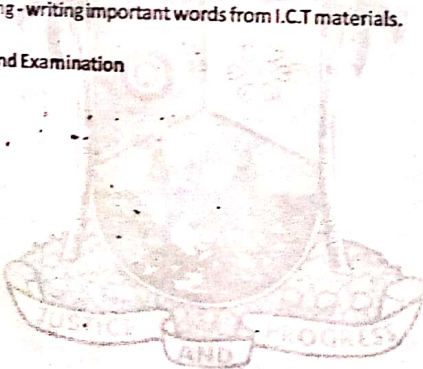 g - writing important words from I.C.T materials.
nd Examination
JUSTICE
PROGRESS
AND